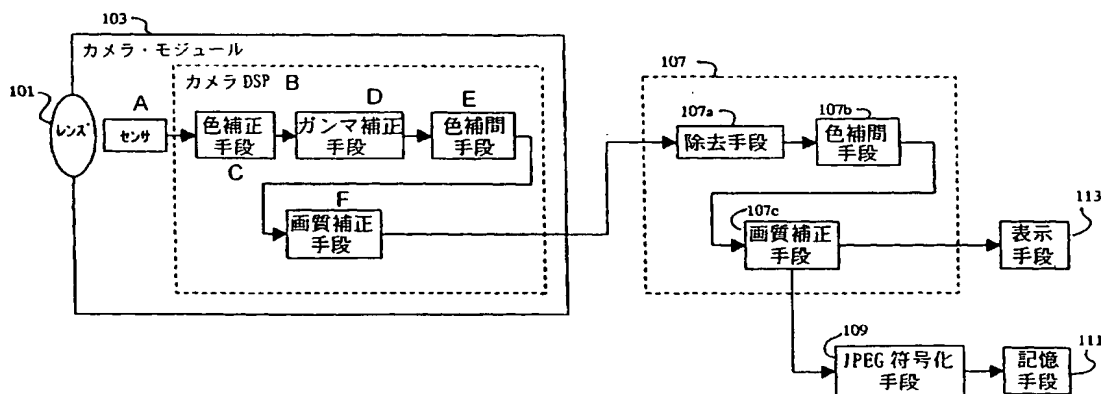 103
カメラ・モジュール
101
レンズ
A
センサ
カメラ DSP B
色補正
手段
C
D
ガンマ補正
手段
E
色補間
手段
F
画質補正
手段
107
107a
除去手段
107b
色補間
手段
107c
画質補正
手段
113
表示
手段
109
JPEG 符号化
手段
記憶
手段
111